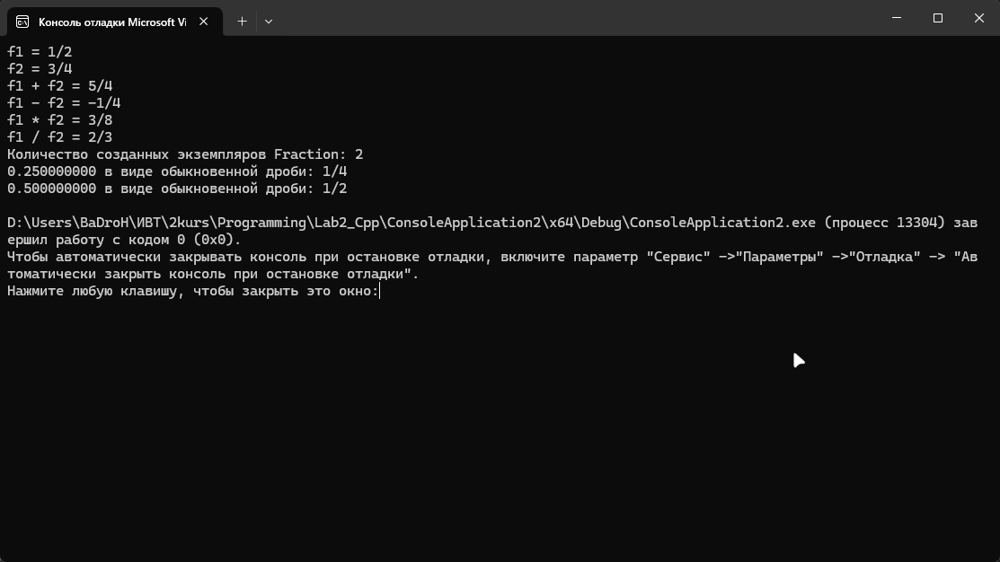 Консоль отладки Microsoft Vi
f1 = 1/2
f2 = 3/4
f1 + f2 = 5/4
f1 - f2 = -1/4
f1 * f2 = 3/8
f1 / f2 = 2/3
Количество созданных экземпляров Fraction: 2
0.250000000 в виде обыкновенной дроби: 1/4
0.500000000 в виде обыкновенной дроби: 1/2
D:\Users\BaDroH\ИВТ\2kurs\Programming\Lab2_Cpp\ConsoleApplication2\x64\Debug\ConsoleApplication2.exe (процесс 13304) зав
ершил работу с кодом 0 (0x0).
Чтобы автоматически закрывать консоль при остановке отладки, включите параметр "Сервис" ->"Параметры" ->"Отладка" -> "Ав
томатически закрыть консоль при остановке отладки".
Нажмите любую клавишу, чтобы закрыть это окно: